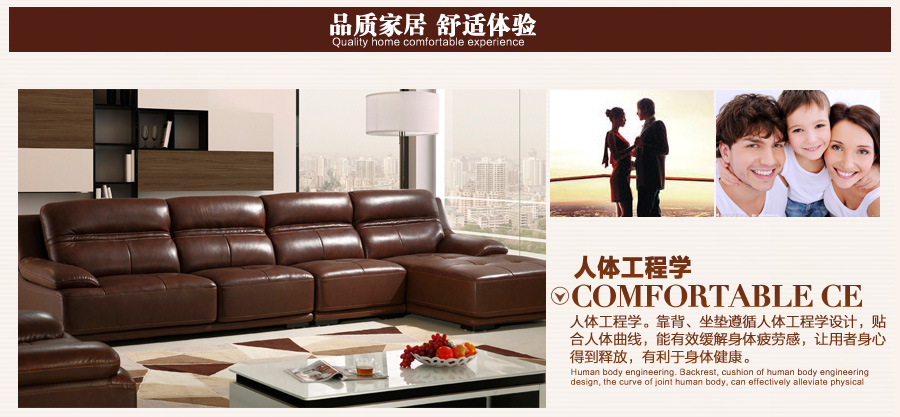 品质家居 舒适体验
Quality home comfortable experience
人体工程学
COMFORTABLE CE
人体工程学。靠背、坐垫遵循人体工程学设计，贴
合人体曲线，能有效缓解身体疲劳感，让用者身心
得到释放，有利于身体健康。
Human body engineering. Backrest, cushion of human body engineering
design, the curve of joint human body, can effectively alleviate physical